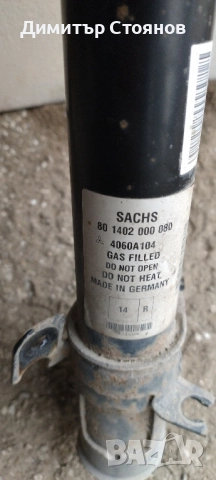 Димитър Стоянов
SACHS
80 1402 000 080
4060A104
GAS FILLED
DO NOT OPEN
DO NOT HEAT
MADE IN GERMANY
14 R
BAZAR